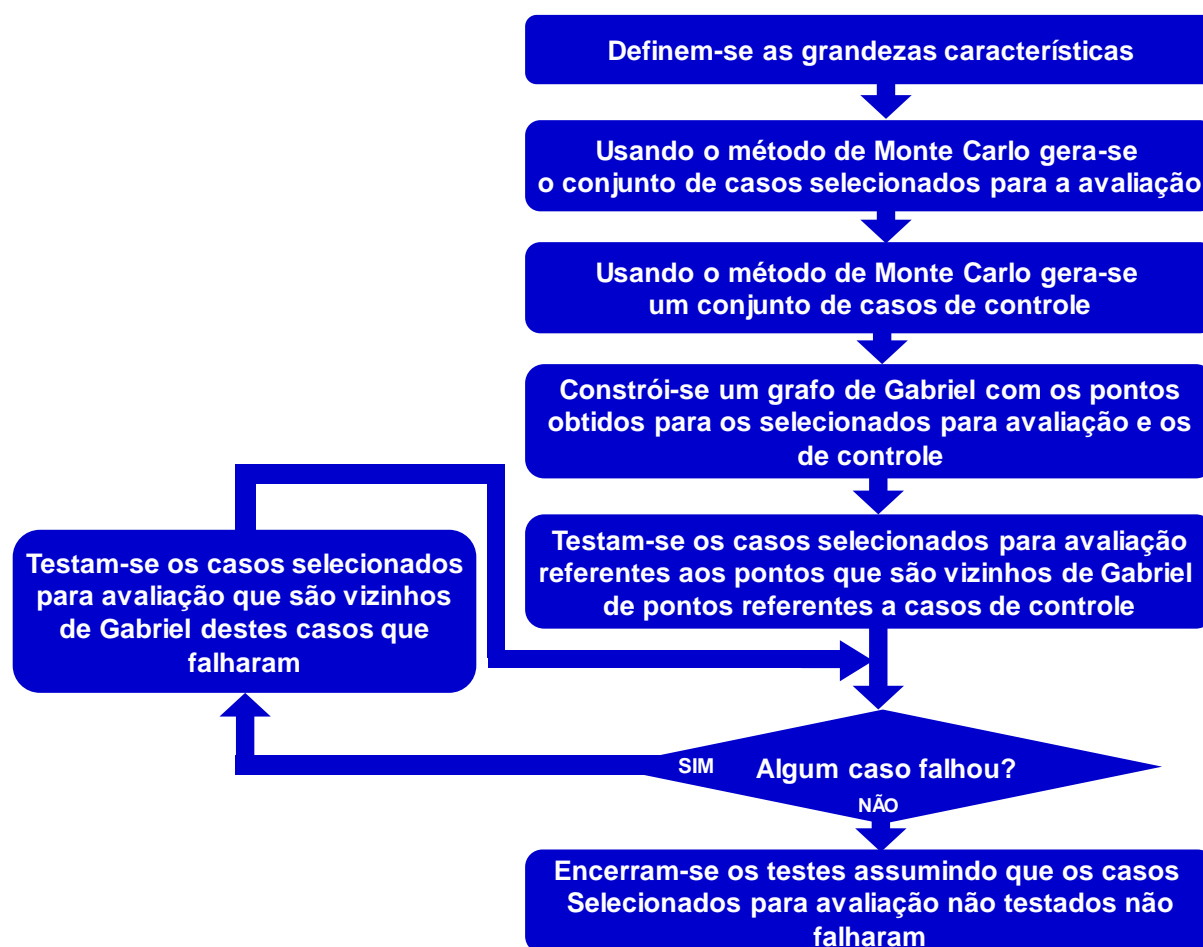 Definem-se as grandezas características
Usando o método de Monte Carlo gera-se
o conjunto de casos selecionados para a avaliação
Usando o método de Monte Carlo gera-se
um conjunto de casos de controle
Constrói-se um grafo de Gabriel com os pontos
obtidos para os selecionados para avaliação e os
de controle
Testam-se os casos selecionados para avaliação
referentes aos pontos que são vizinhos de Gabriel
de pontos referentes a casos de controle
Testam-se os casos selecionados
para avaliação que são vizinhos
de Gabriel destes casos que
falharam
SIM
Algum caso falhou?
NÃO
Encerram-se os testes assumindo que os casos
Selecionados para avaliação não testados não
falharam